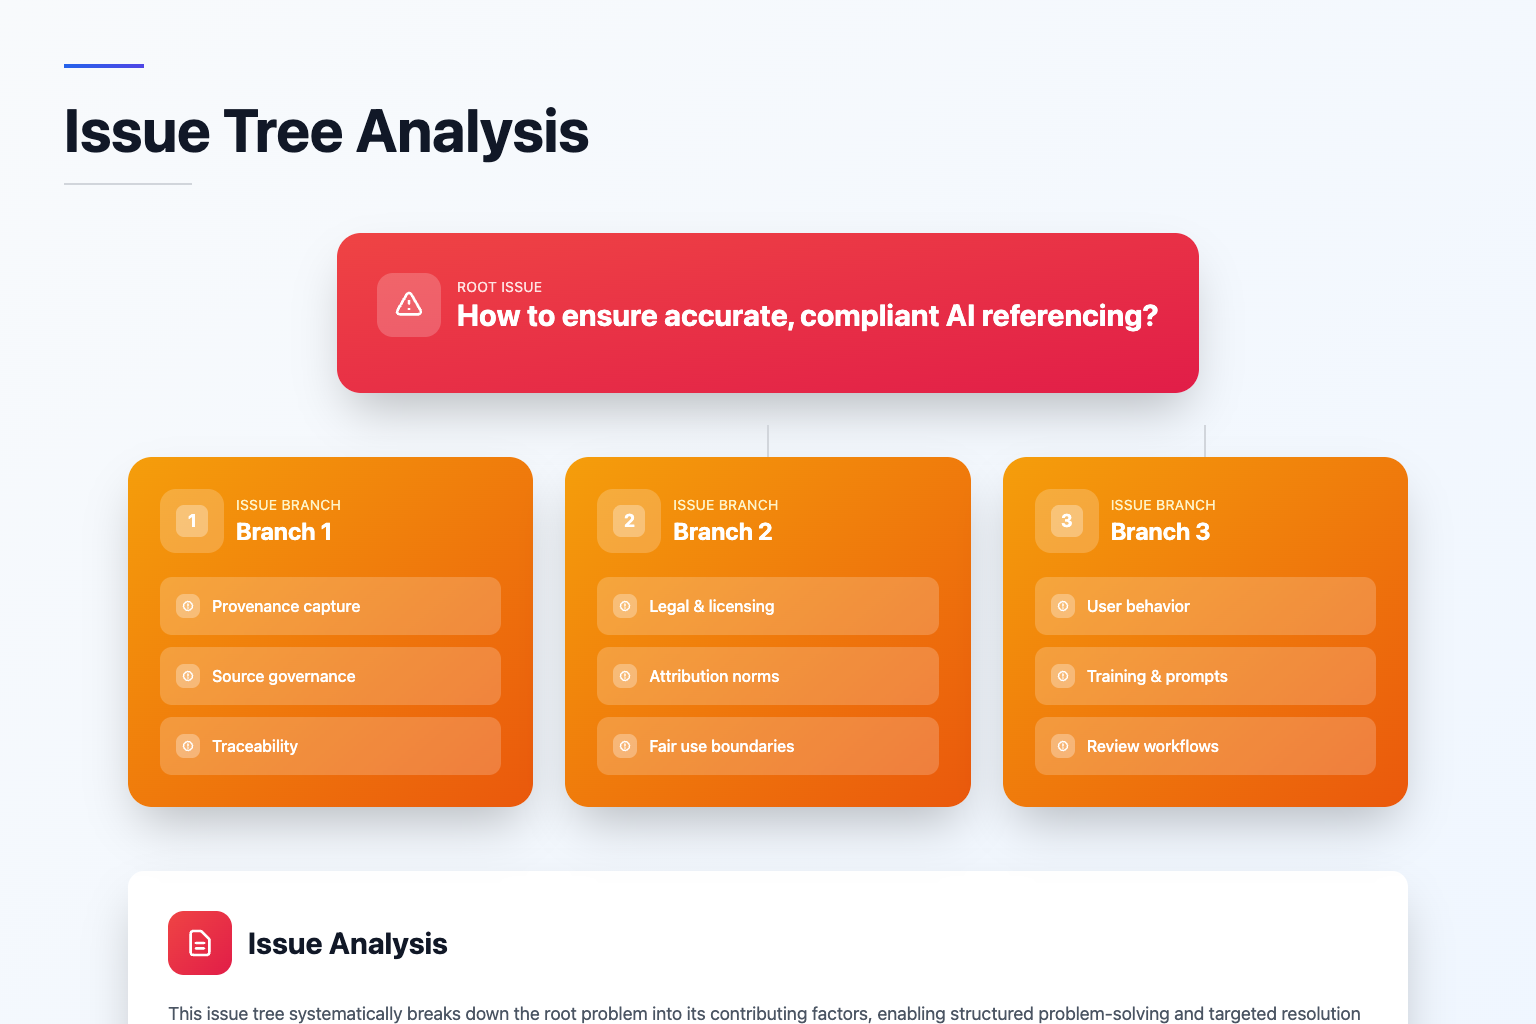 Issue Tree Analysis
ROOT ISSUE
How to ensure accurate, compliant AI referencing?
1
ISSUE BRANCH
Branch 1
Provenance capture
Source governance
Traceability
2
ISSUE BRANCH
Branch 2
Legal & licensing
Attribution norms
Fair use boundaries
3
ISSUE BRANCH
Branch 3
User behavior
Training & prompts
Review workflows
Issue Analysis
This issue tree systematically breaks down the root problem into its contributing factors, enabling structured problem-solving and targeted resolution